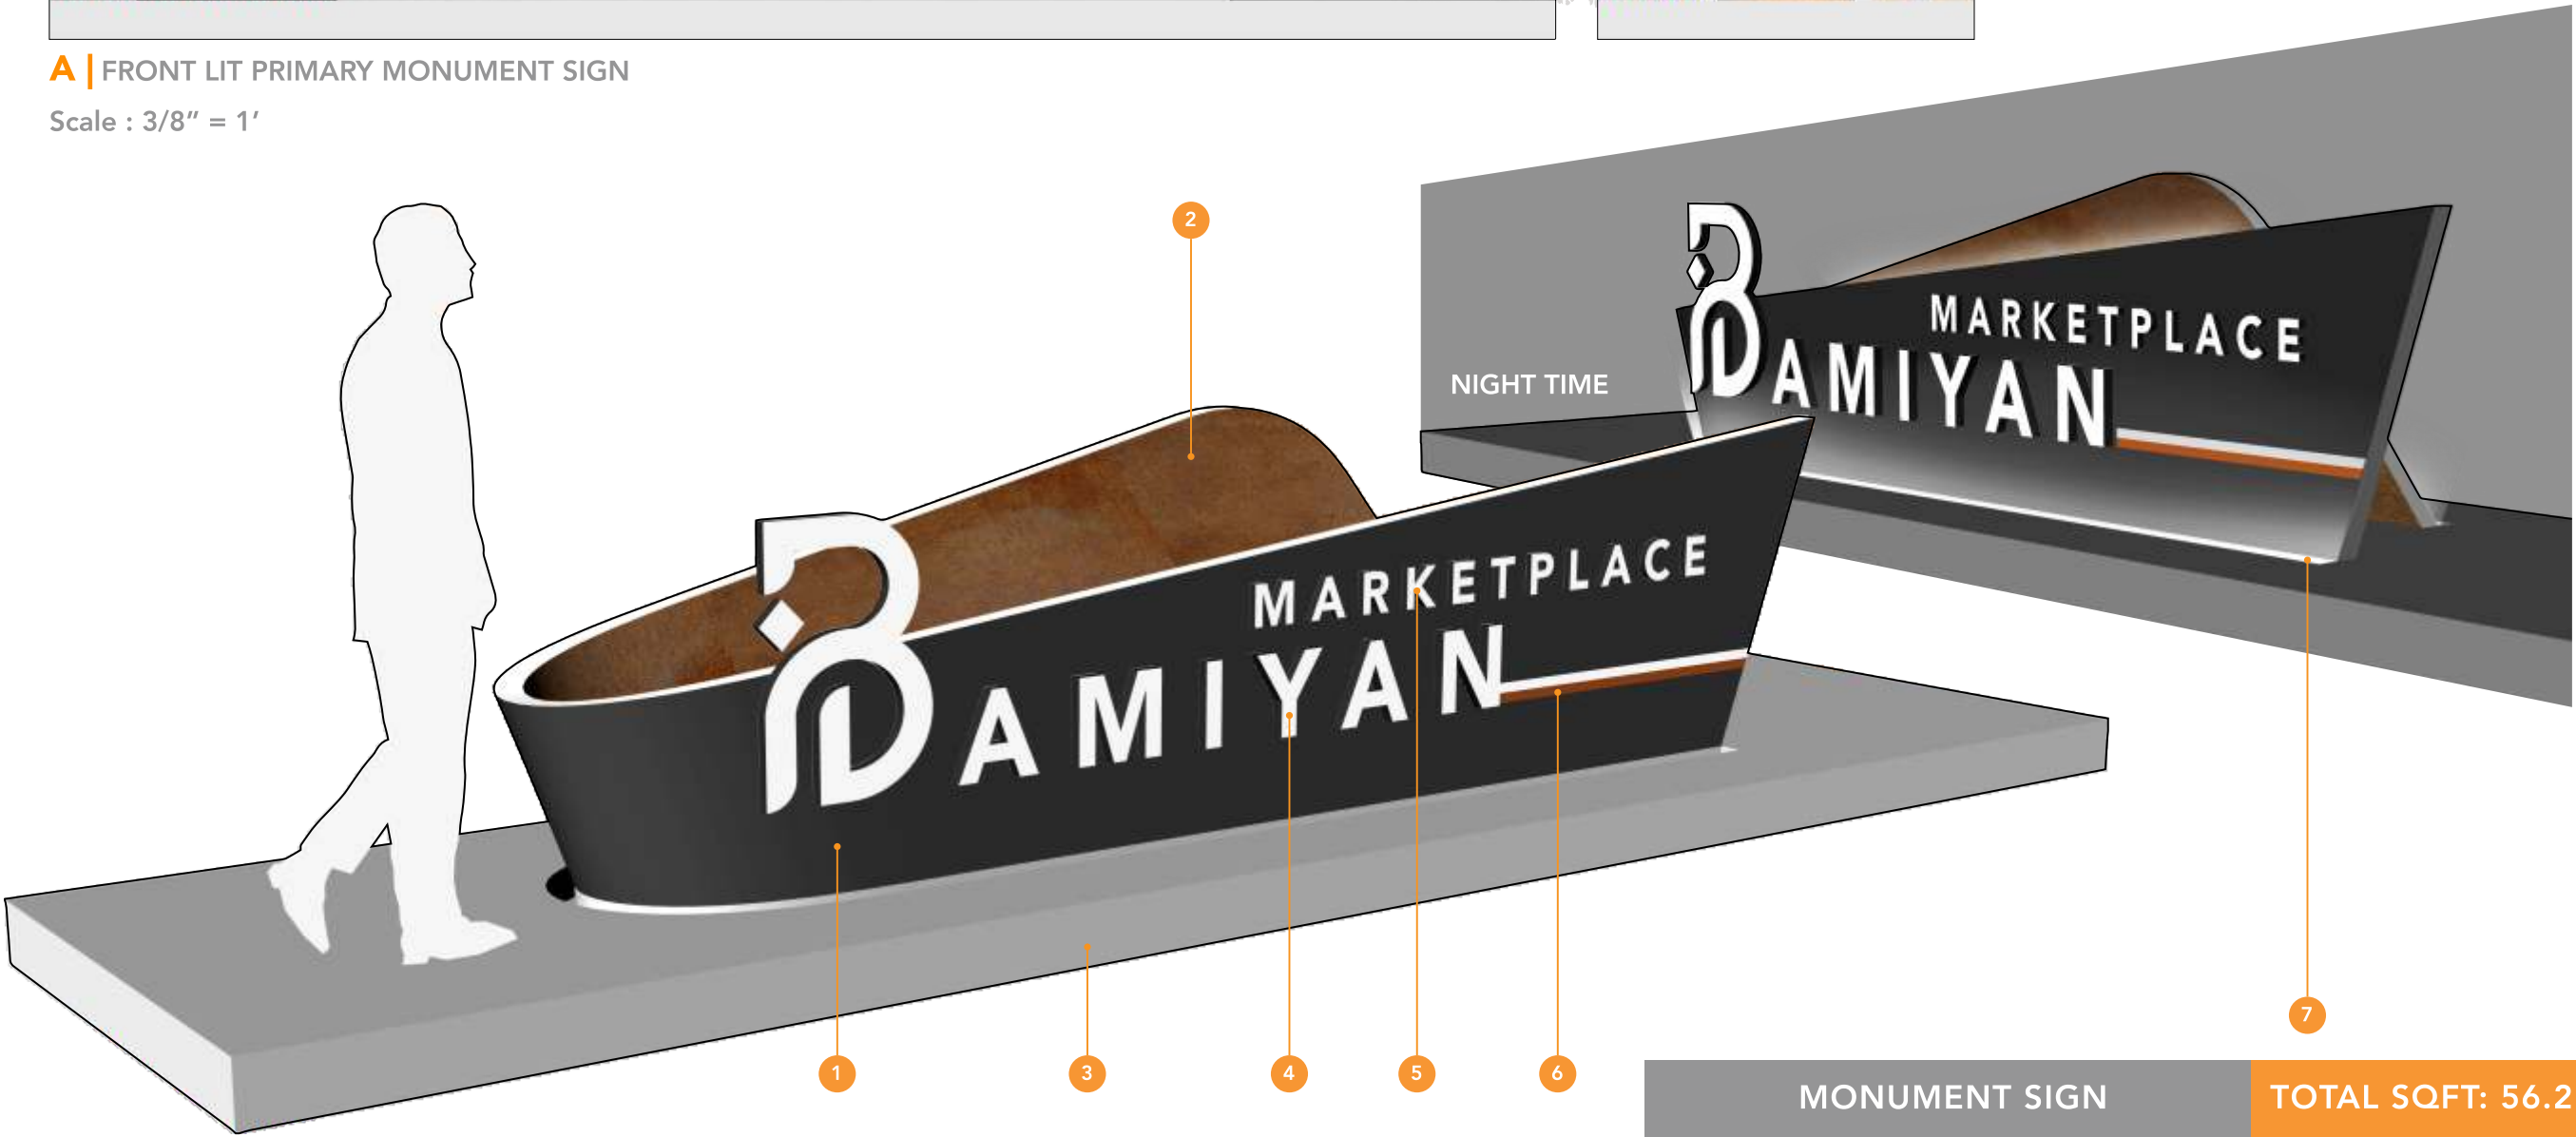 A | FRONT LIT PRIMARY MONUMENT SIGN
Scale : 3/8” = 1’
2
MARKETPLACE
BAMIYAN
NIGHT TIME
MARKETPLACE
BAMIYAN
7
1
3
4
5
6
MONUMENT SIGN
TOTAL SQFT: 56.2